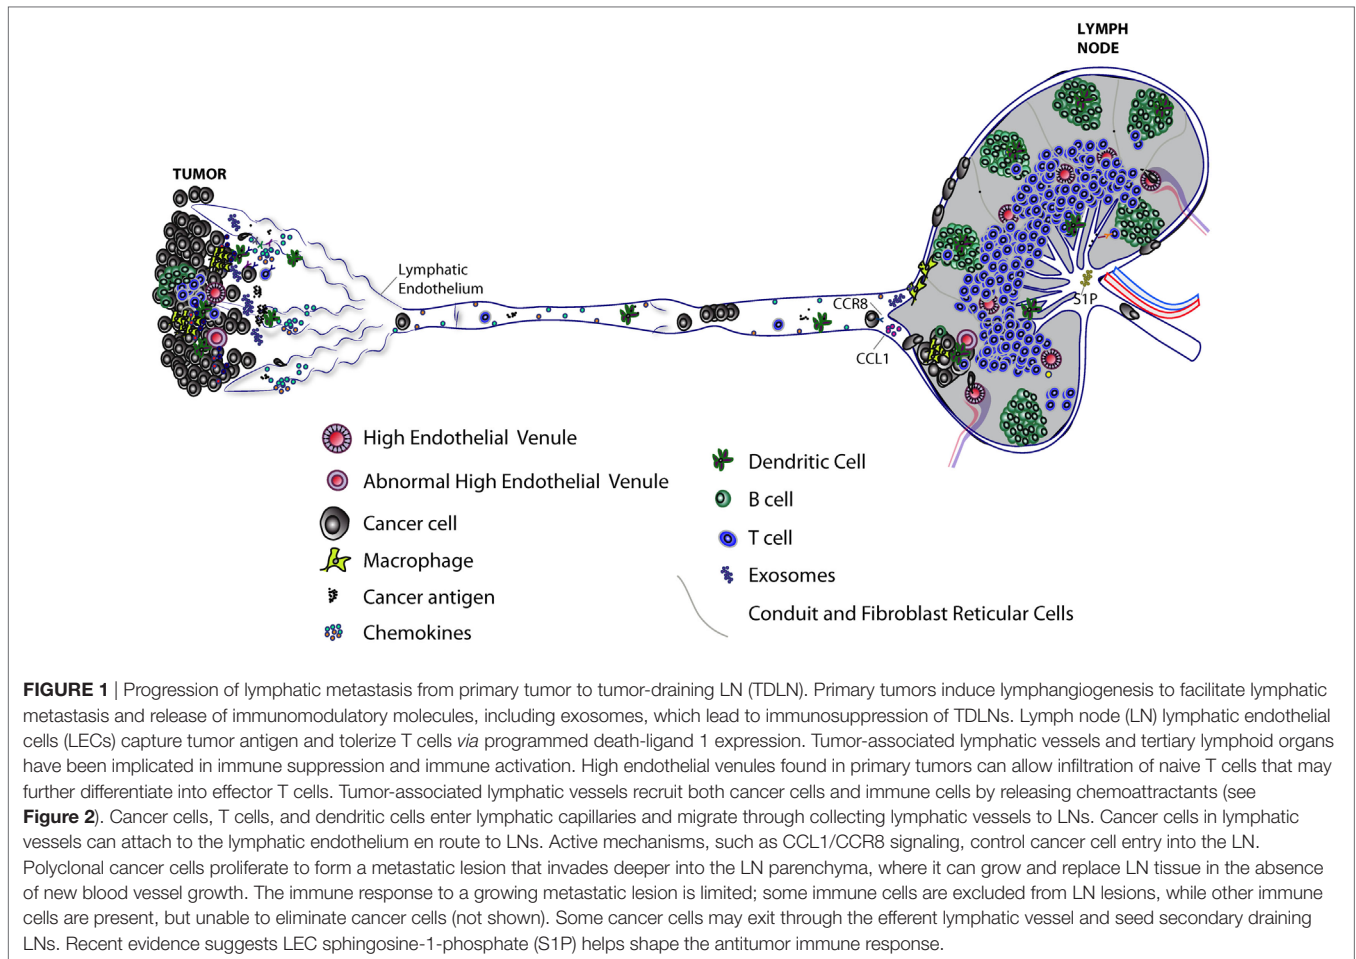 LYMPH
NODE
TUMOR
Lymphatic
Endothelium
CCR8
S1P
CCL1
High Endothelial Venule
Abnormal High Endothelial Venule
Cancer cell
Macrophage
Cancer antigen
Chemokines
Dendritic Cell
B cell
T cell
Exosomes
Conduit and Fibroblast Reticular Cells
FIGURE 1 | Progression of lymphatic metastasis from primary tumor to tumor-draining LN (TDLN). Primary tumors induce lymphangiogenesis to facilitate lymphatic
metastasis and release of immunomodulatory molecules, including exosomes, which lead to immunosuppression of TDLNs. Lymph node (LN) lymphatic endothelial
cells (LECs) capture tumor antigen and tolerize T cells via programmed death-ligand 1 expression. Tumor-associated lymphatic vessels and tertiary lymphoid organs
have been implicated in immune suppression and immune activation. High endothelial venules found in primary tumors can allow infiltration of naive T cells that may
further differentiate into effector T cells. Tumor-associated lymphatic vessels recruit both cancer cells and immune cells by releasing chemoattractants (see
Figure 2). Cancer cells, T cells, and dendritic cells enter lymphatic capillaries and migrate through collecting lymphatic vessels to LNs. Cancer cells in lymphatic
vessels can attach to the lymphatic endothelium en route to LNs. Active mechanisms, such as CCL1/CCR8 signaling, control cancer cell entry into the LN.
Polyclonal cancer cells proliferate to form a metastatic lesion that invades deeper into the LN parenchyma, where it can grow and replace LN tissue in the absence
of new blood vessel growth. The immune response to a growing metastatic lesion is limited; some immune cells are excluded from LN lesions, while other immune
cells are present, but unable to eliminate cancer cells (not shown). Some cancer cells may exit through the efferent lymphatic vessel and seed secondary draining
LNs. Recent evidence suggests LEC sphingosine-1-phosphate (S1P) helps shape the antitumor immune response.